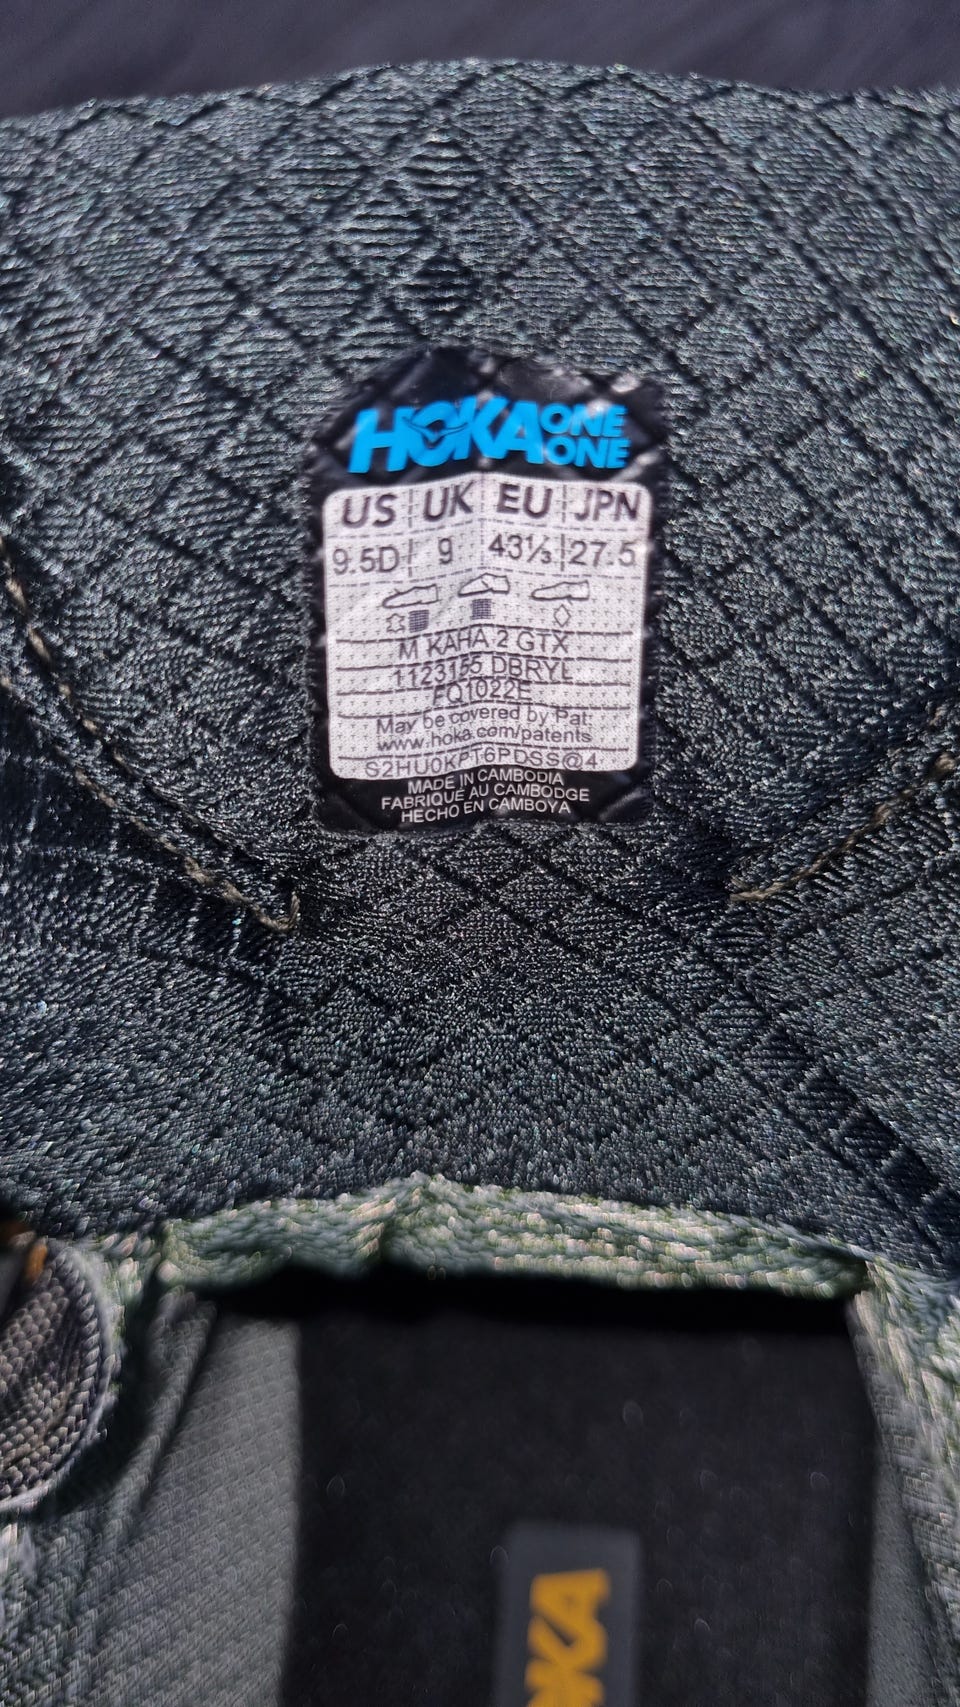 HOKA ONE ONE
US UK EU JPN
9.5D 9 43⅓ 27.5
M KAHA 2 GTX
1123155 DBRYL
FQ1022E
May be covered by Pat:
www.hoka.com/patents
S2HU0KPT6PDSS@4
MADE IN CAMBODIA
FABRIQUÉ AU CAMBODGE
HECHO EN CAMBOYA
OKA